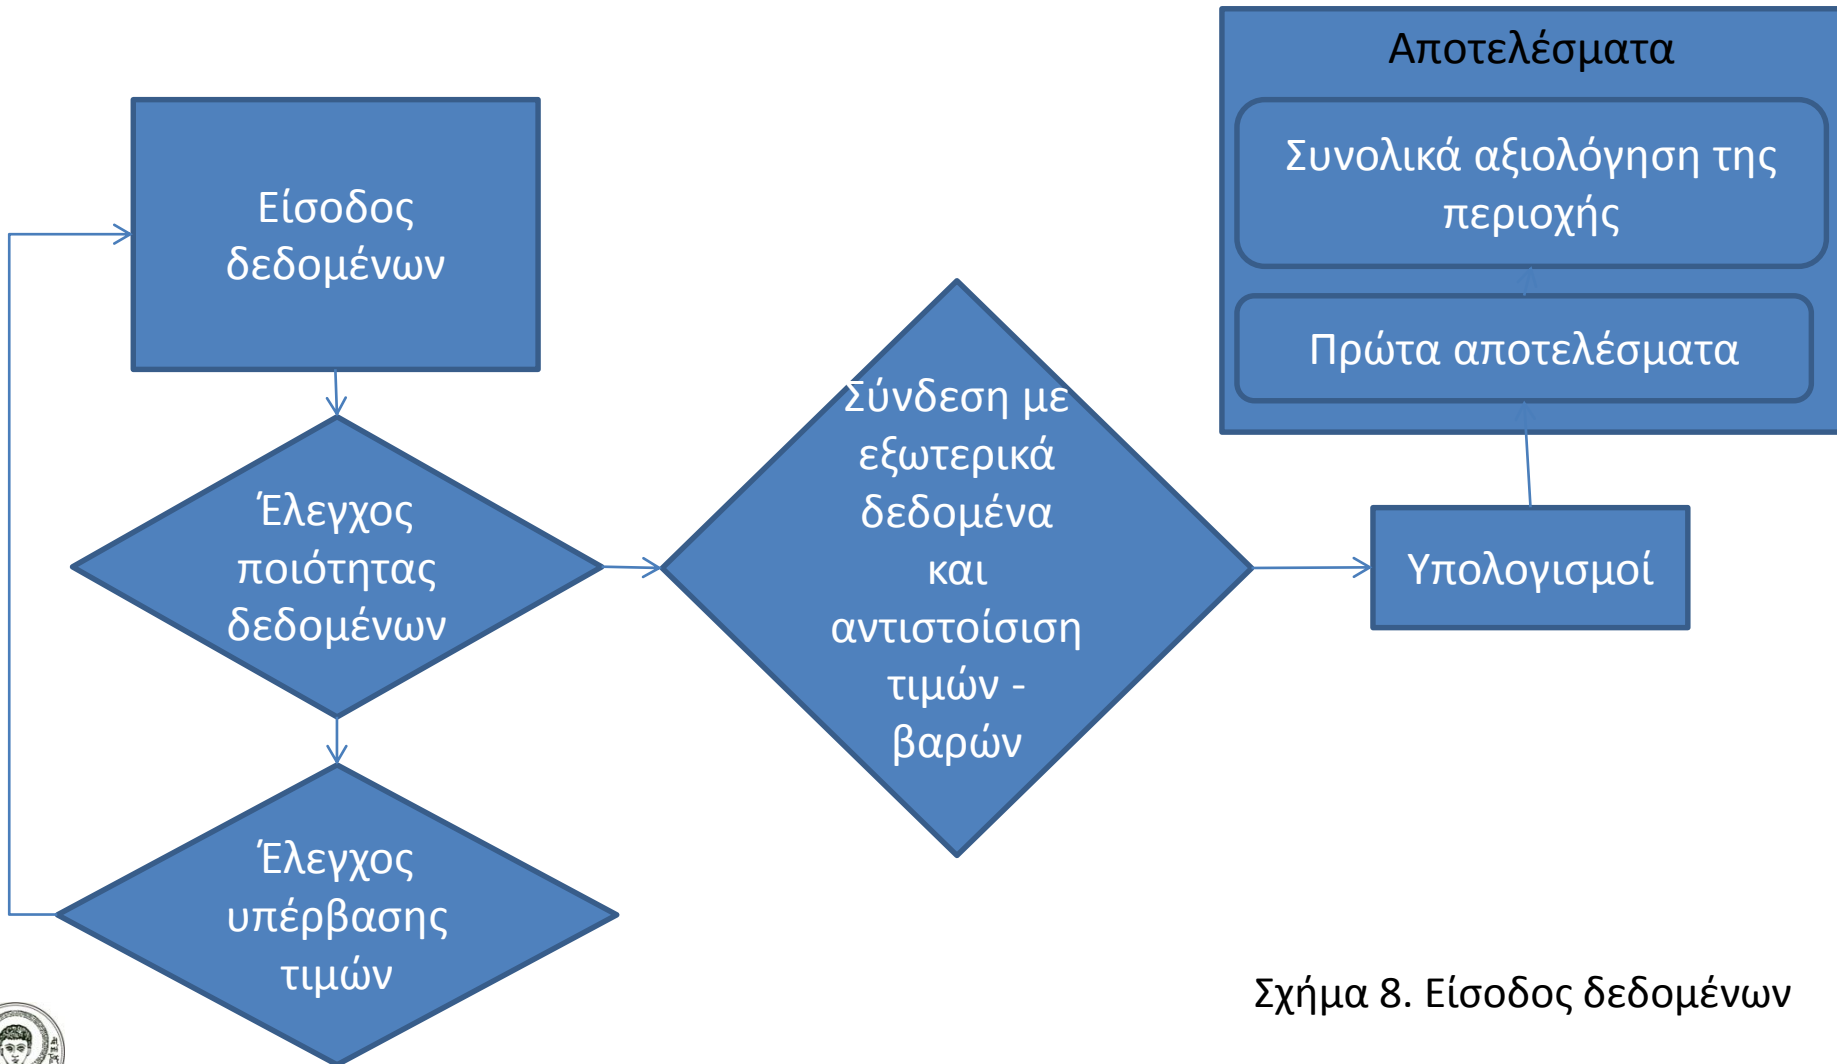 Είσοδος
δεδομένων
Έλεγχος
ποιότητας
δεδομένων
Έλεγχος
υπέρβασης
τιμών
Σύνδεση με
εξωτερικά
δεδομένα
και
αντιστοίσιση
τιμών -
βαρών
Υπολογισμοί
Αποτελέσματα
Συνολικά αξιολόγηση της
περιοχής
Πρώτα αποτελέσματα
Σχήμα 8. Είσοδος δεδομένων